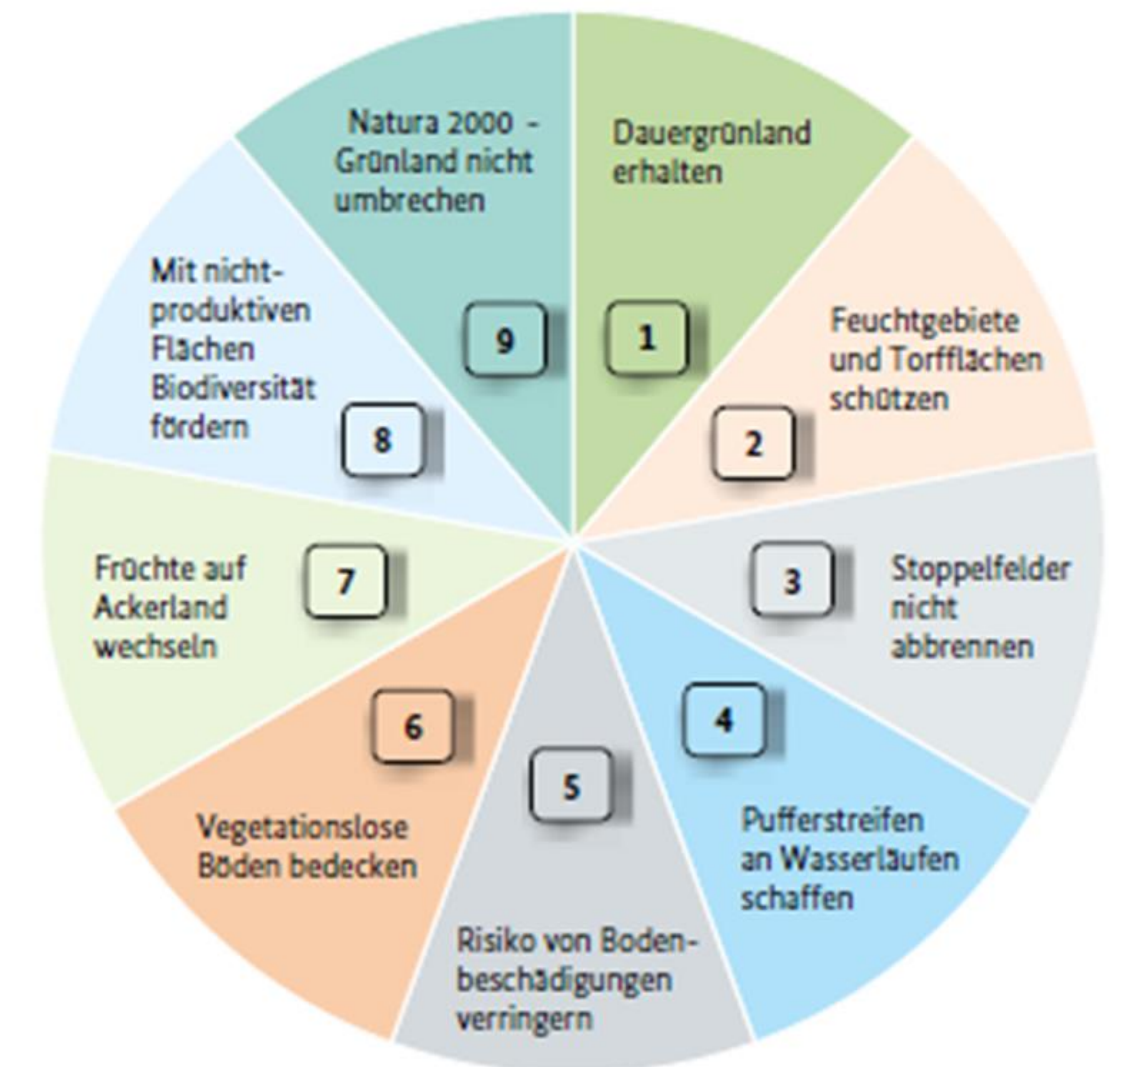 Dauergrünland
erhalten
1
Feuchtgebiete
und Torfflächen
schützen
2
Stoppelfelder
nicht
abbrennen
3
4
Pufferstreifen
an Wasserläufen
schaffen
5
Risiko von Boden-
beschädigungen
verringern
6
Vegetationslose
Böden bedecken
7
Früchte auf
Ackerland
wechseln
Mit nicht-
produktiven
Flächen
Biodiversität
fördern
8
Natura 2000 -
Grünland nicht
umbrechen
9